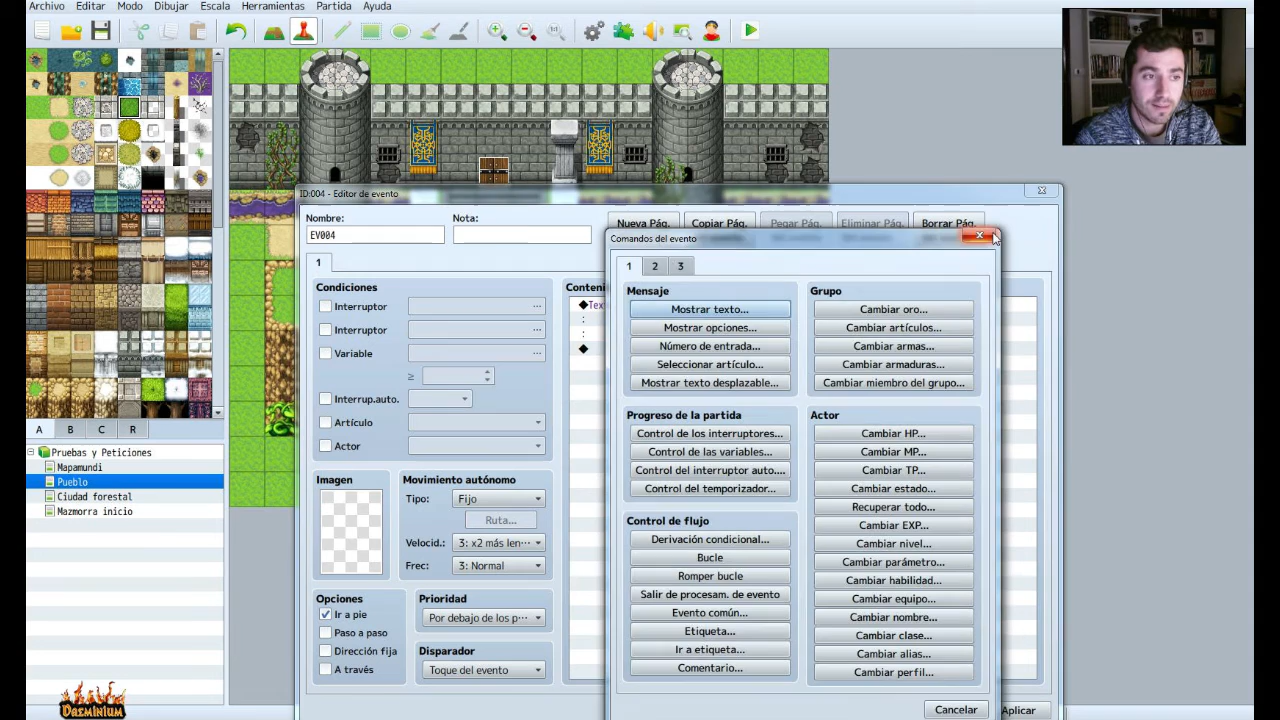 Archivo Editar Modo Dibujar Escala Herramientas Partida Ayuda
1:1
ID:004 - Editor de evento
Nombre: Nota:
EV004
Nueva Pág. Copiar Pág. Pegar Pág. Eliminar Pág. Borrar Pág.
1
Condiciones
Interruptor ...
Interruptor ...
Variable ...
≥
Interrup.auto.
Artículo
Actor
Imagen
Movimiento autónomo
Tipo: Fijo
Ruta...
Velocid.: 3: x2 más len···
Frec: 3: Normal
Opciones
Ir a pie
Paso a paso
Dirección fija
A través
Prioridad
Por debajo de los p···
Disparador
Toque del evento
Conteni
◆Tex
:
:
◆
Comandos del evento
1 2 3
Mensaje
Mostrar texto...
Mostrar opciones...
Número de entrada...
Seleccionar artículo...
Mostrar texto desplazable...
Progreso de la partida
Control de los interruptores...
Control de las variables...
Control del interruptor auto....
Control del temporizador...
Control de flujo
Derivación condicional...
Bucle
Romper bucle
Salir de procesam. de evento
Evento común...
Etiqueta...
Ir a etiqueta...
Comentario...
Grupo
Cambiar oro...
Cambiar artículos...
Cambiar armas...
Cambiar armaduras...
Cambiar miembro del grupo...
Actor
Cambiar HP...
Cambiar MP...
Cambiar TP...
Cambiar estado...
Recuperar todo...
Cambiar EXP...
Cambiar nivel...
Cambiar parámetro...
Cambiar habilidad...
Cambiar equipo...
Cambiar nombre...
Cambiar clase...
Cambiar alias...
Cambiar perfil...
Cancelar
Aplicar
A B C R
Pruebas y Peticiones
Mapamundi
Pueblo
Ciudad forestal
Mazmorra inicio
DAEMINIUM